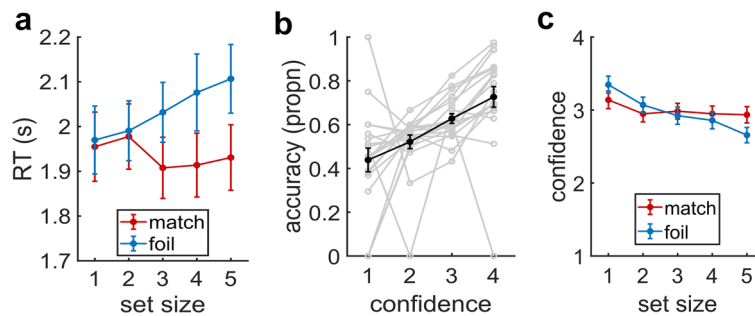 a
2.2
2.1
2
1.9
1.8
1.7
RT (s)
match
foil
1 2 3 4 5
set size
b
1
0.8
0.6
0.4
0.2
0
accuracy (propn)
1 2 3 4
confidence
c
4
3
2
1
confidence
match
foil
1 2 3 4 5
set size